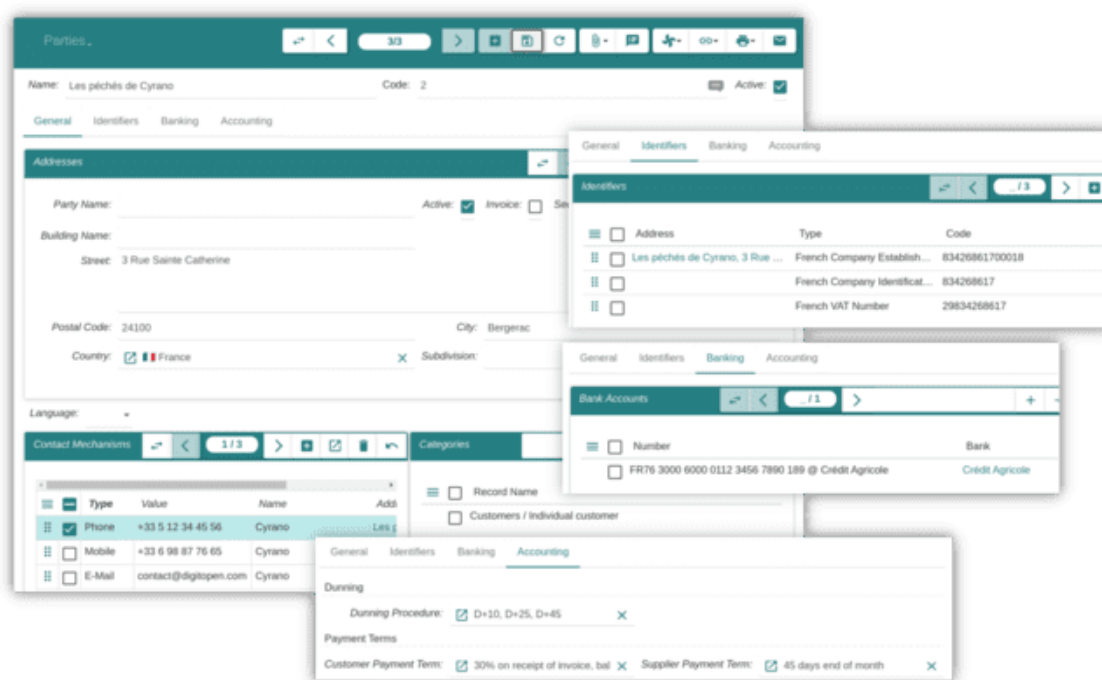 Parties
3/3
Name: Les péchés de Cyrano Code: 2 Active:
General Identifiers Banking Accounting
Addresses
Party Name: Active: Invoice:
Building Name:
Street: 3 Rue Sainte Catherine
Postal Code: 24100 City: Bergerac
Country: France Subdivision:
Language:
Contact Mechanisms 1 / 3
Type Value Name
Phone +33 5 12 34 45 56 Cyrano Les
Mobile +33 6 98 87 76 65 Cyrano
E-Mail contact@digitopen.com Cyrano
Categories
Record Name
Customers / Individual customer
General Identifiers Banking Accounting
Identifiers _ / 3
Address Type Code
Les péchés de Cyrano, 3 Rue ... French Company Establish... 83426861700018
French Company Identificat... 834268617
French VAT Number 29834268617
General Identifiers Banking Accounting
Bank Accounts _ / 1
Number Bank
FR76 3000 6000 0112 3456 7890 189 @ Crédit Agricole Crédit Agricole
General Identifiers Banking Accounting
Dunning
Dunning Procedure: D+10, D+25, D+45
Payment Terms
Customer Payment Term: 30% on receipt of invoice, bal Supplier Payment Term: 45 days end of month